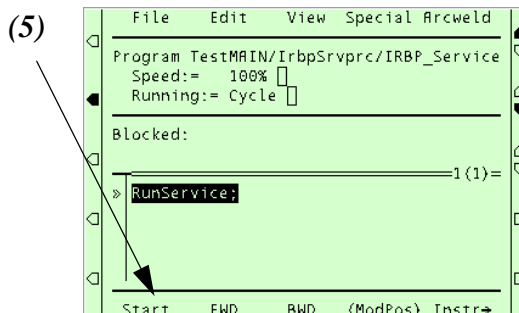 (5)
File Edit View Special Arcweld
Program TestMAIN/IrbpSrvprc/IRBP_Service
Speed:= 100%
Running:= Cycle
Blocked:
1(1)=
» RunService;
Start FWD BWD (ModPos) Instr→